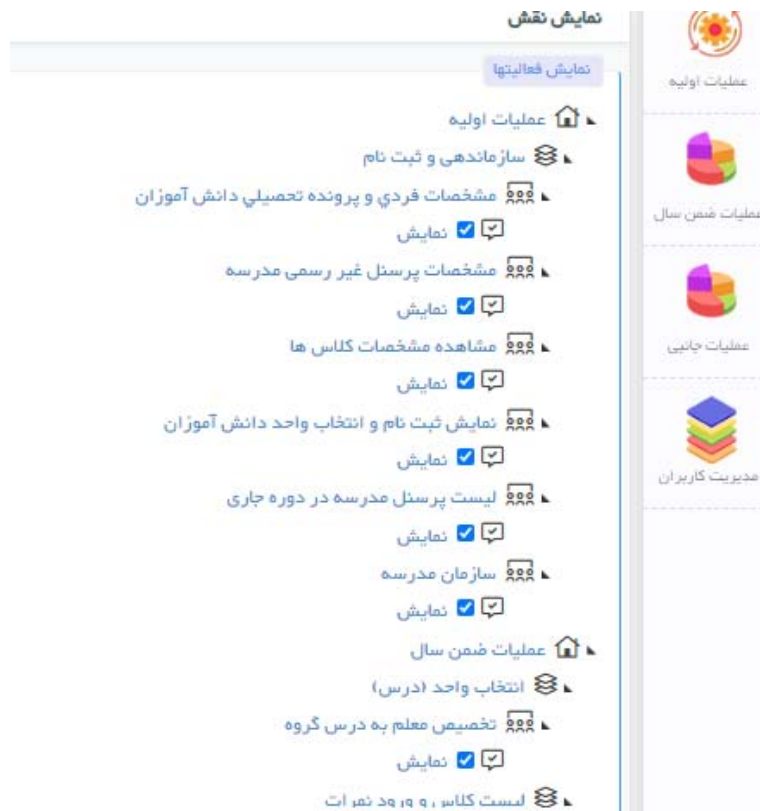 نمایش نقش
نمایش فعالیتها
عملیات اولیه
سازماندهی و ثبت نام
مشخصات فردي و پرونده تحصيلي دانش آموزان
نمایش
مشخصات پرسنل غیر رسمی مدرسه
نمایش
مشاهده مشخصات کلاس ها
نمایش
نمایش ثبت نام و انتخاب واحد دانش آموزان
نمایش
لیست پرسنل مدرسه در دوره جاری
نمایش
سازمان مدرسه
نمایش
عملیات ضمن سال
انتخاب واحد (درس)
تخصیص معلم به درس گروه
نمایش
لیست کلاس و ورود نمرات
عملیات اولیه
عملیات ضمن سال
عملیات جانبی
مدیریت کاربران